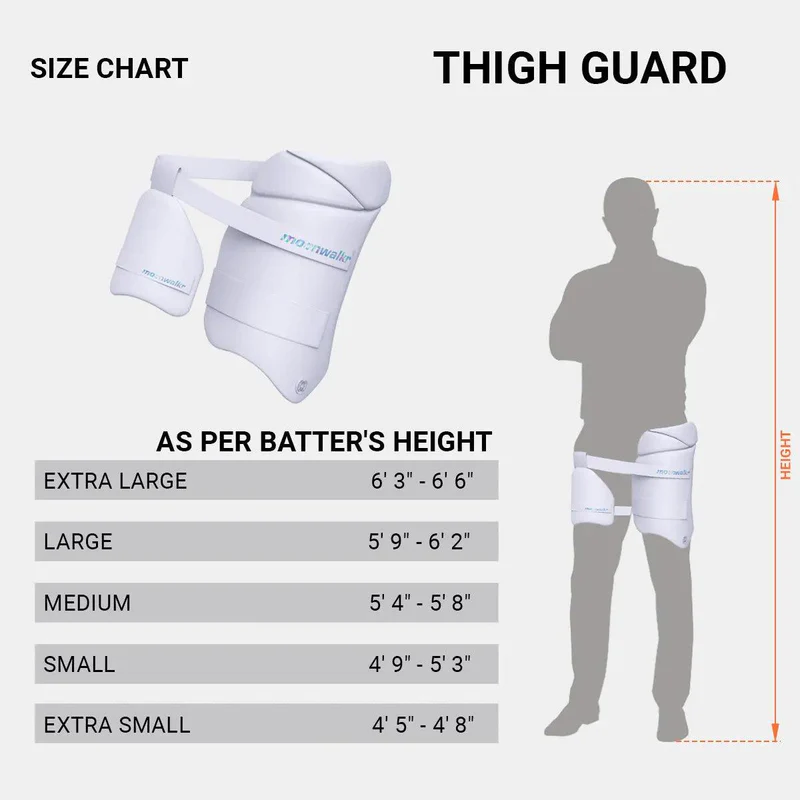 SIZE CHART
THIGH GUARD
moonwalkr
moonwalkr
AS PER BATTER'S HEIGHT
EXTRA LARGE 6' 3" - 6' 6"
LARGE 5' 9" - 6' 2"
MEDIUM 5' 4" - 5' 8"
SMALL 4' 9" - 5' 3"
EXTRA SMALL 4' 5" - 4' 8"
HEIGHT
moonwalkr
moonwalkr